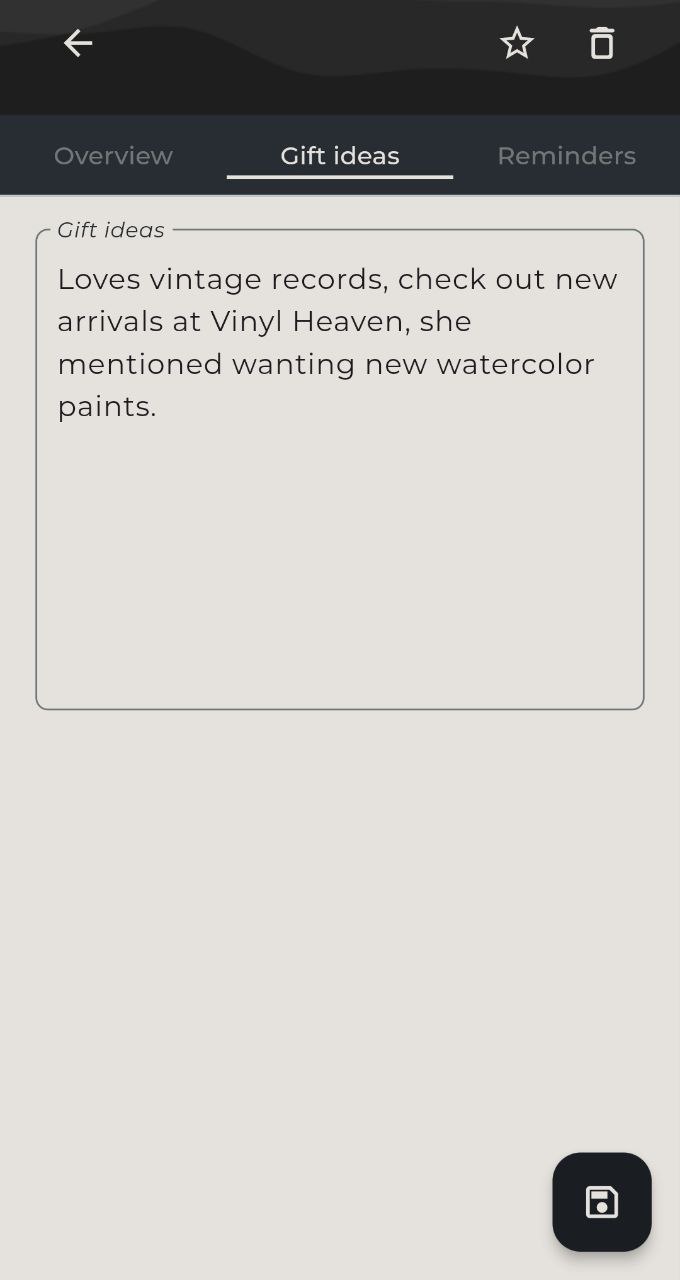 Overview Gift ideas Reminders
Gift ideas
Loves vintage records, check out new
arrivals at Vinyl Heaven, she
mentioned wanting new watercolor
paints.